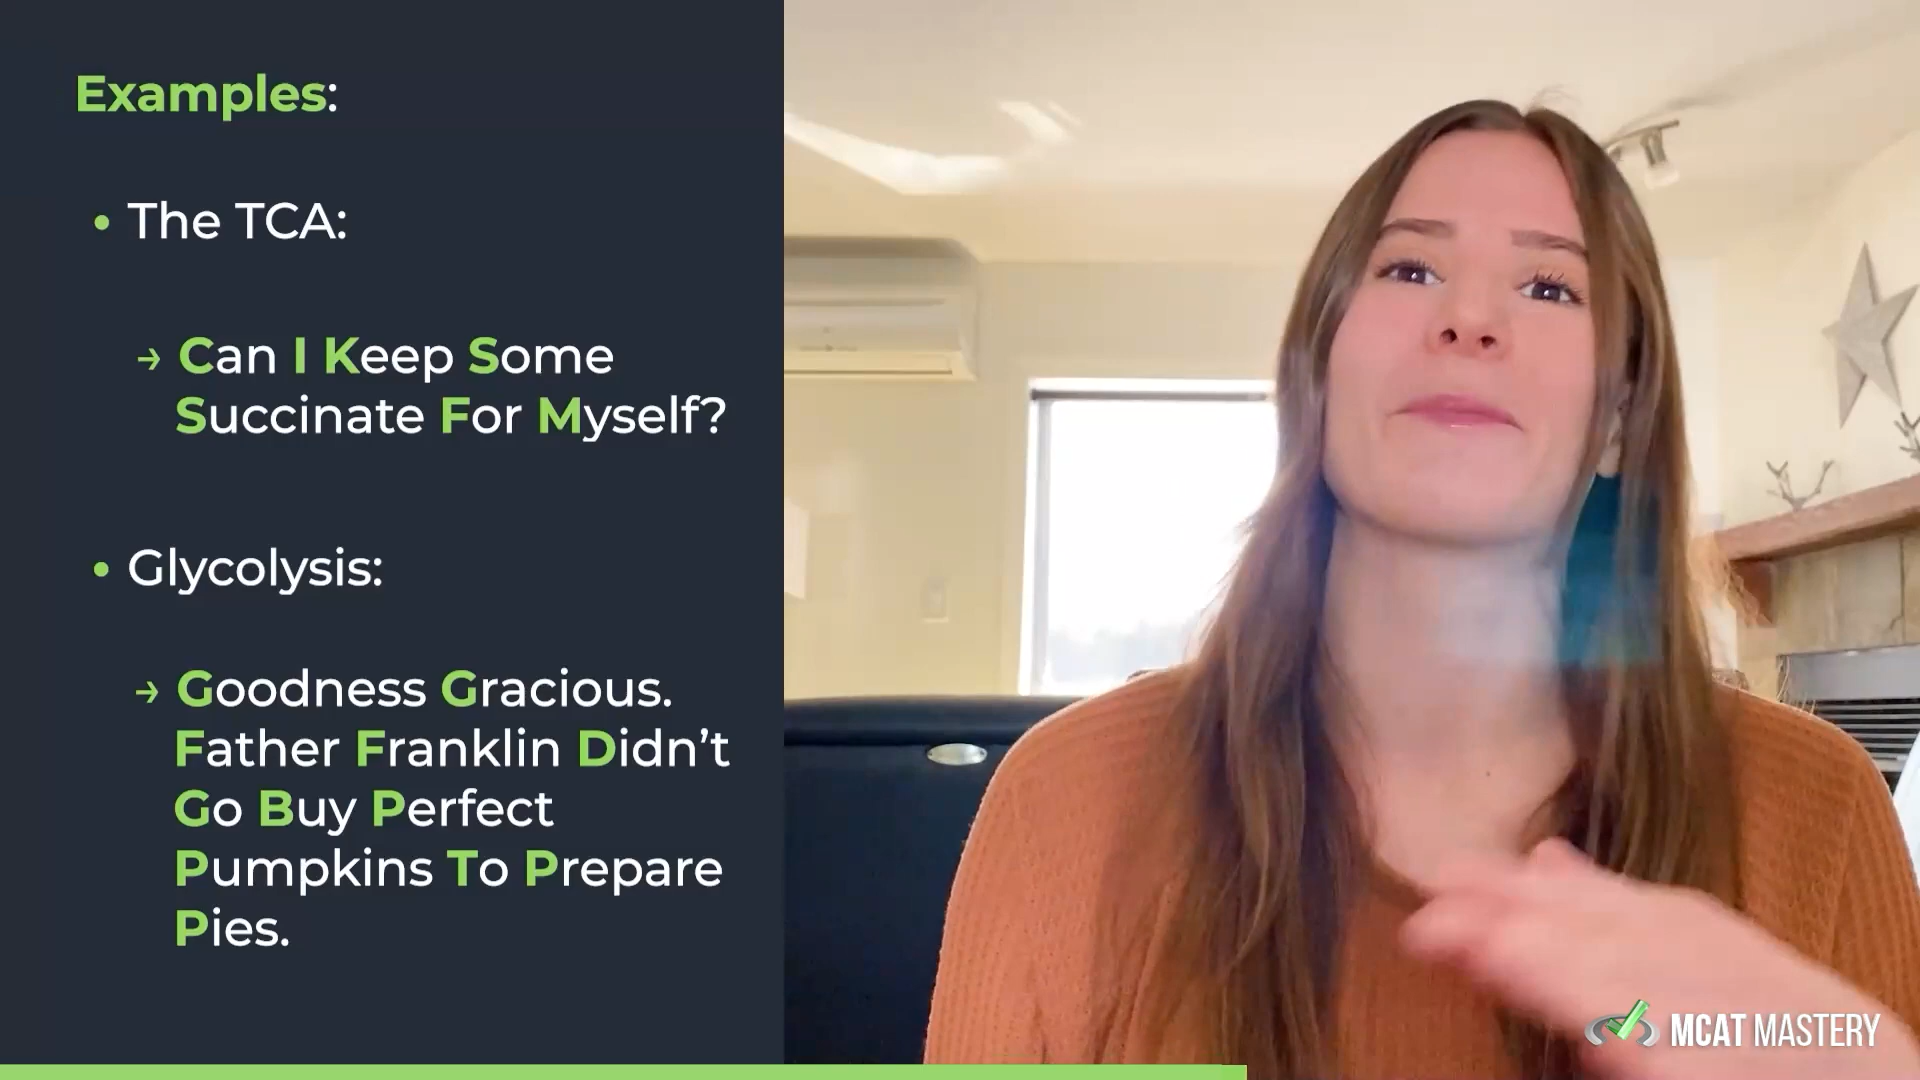 Examples:
• The TCA:
→ Can I Keep Some
Succinate For Myself?
• Glycolysis:
→ Goodness Gracious.
Father Franklin Didn’t
Go Buy Perfect
Pumpkins To Prepare
Pies.
MCAT MASTERY